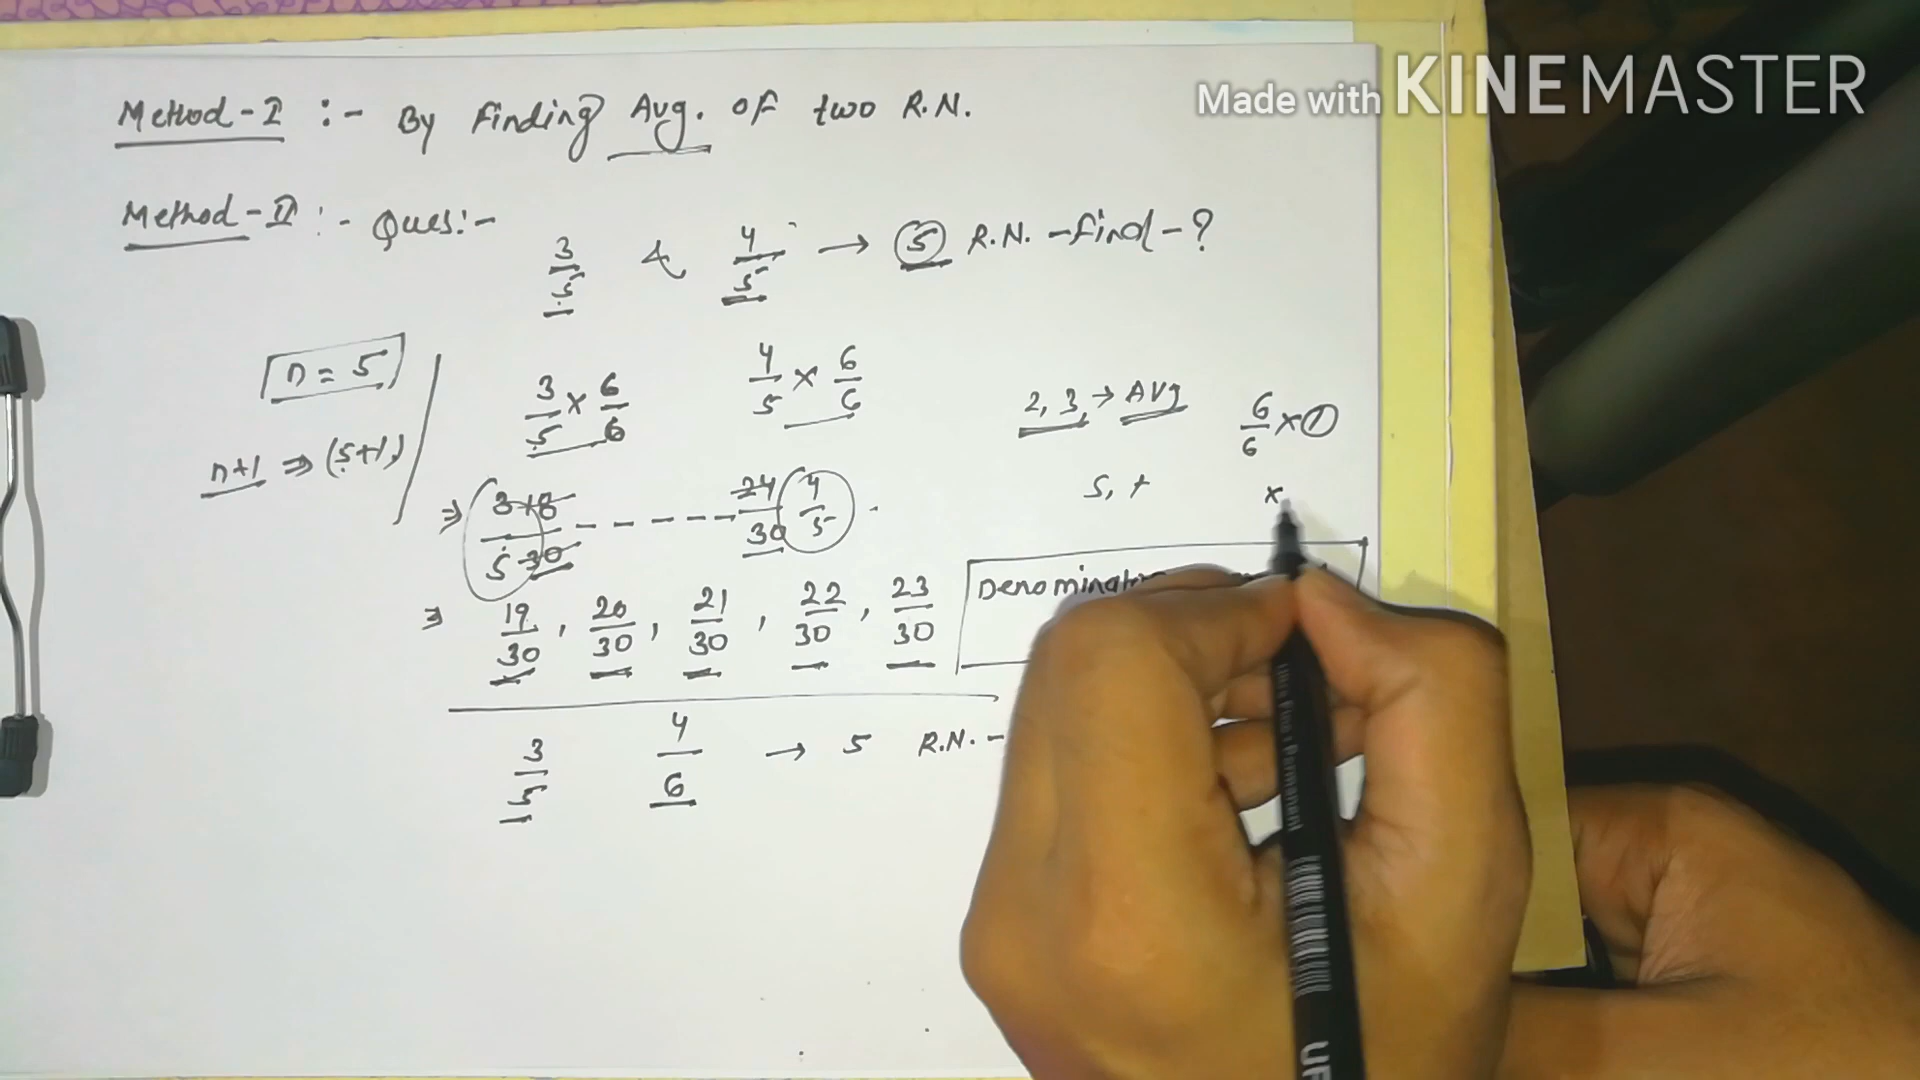 Made with KINEMASTER
Method-I :- By Finding Avg. of two R.N.
Method-II :- Ques:-
3/5 & 4/5 → 5 R.N. -find-?
n = 5
n+1 ⇒ (5+1)
3/5 × 6/6
4/5 × 6/6
2, 3, → AVg
6/6 × 1
5, +
×
⇒ 5 30 - - - - - - 24/30 4/5
⇒ 19/30, 20/30, 21/30, 22/30, 23/30
3/5 4/6 → 5 R.N. -